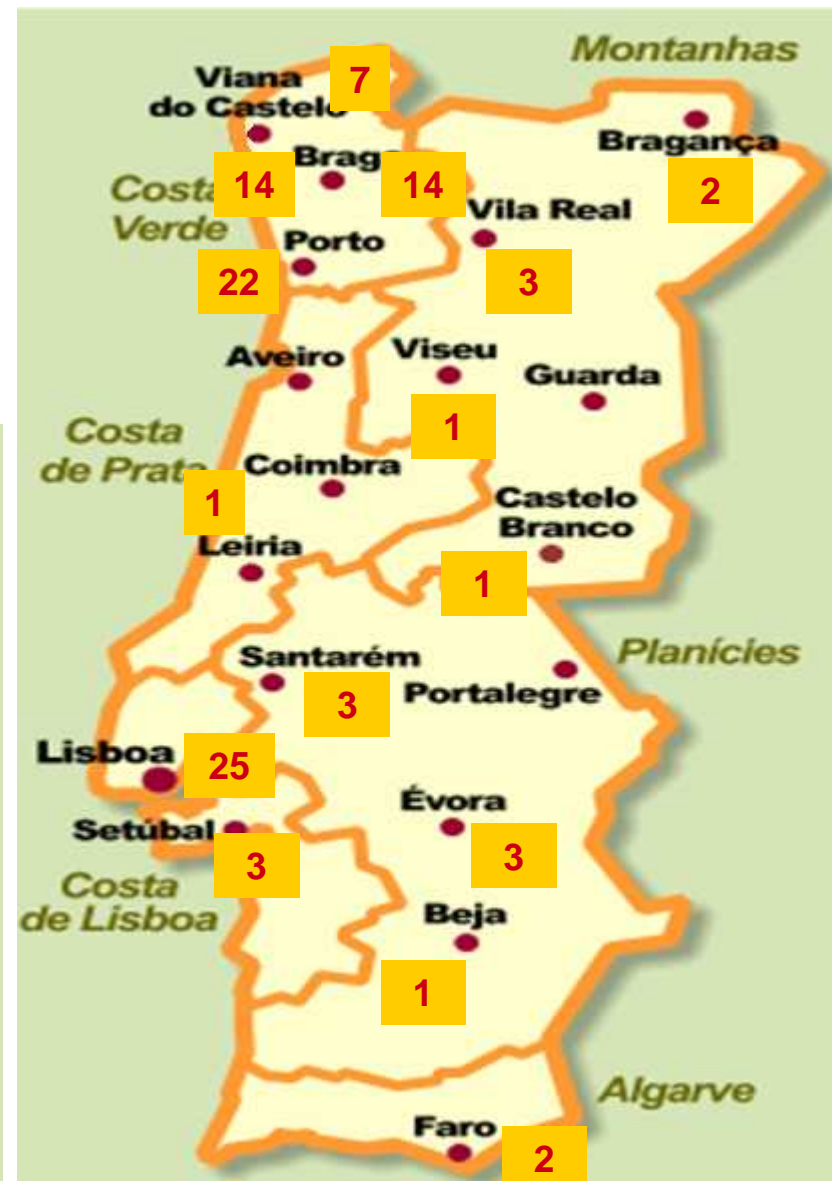 Montanhas
Viana
do Castelo
7
Bragança
Braga
14
14
2
Costa
Verde
Vila Real
Porto
22
3
Aveiro
Viseu
Guarda
1
Costa
de Prata
Coimbra
1
Castelo
Branco
Leiria
1
Santarém
Planícies
3
Portalegre
Lisboa
25
Évora
Setúbal
3
3
Costa
de Lisboa
Beja
1
Algarve
Faro
2